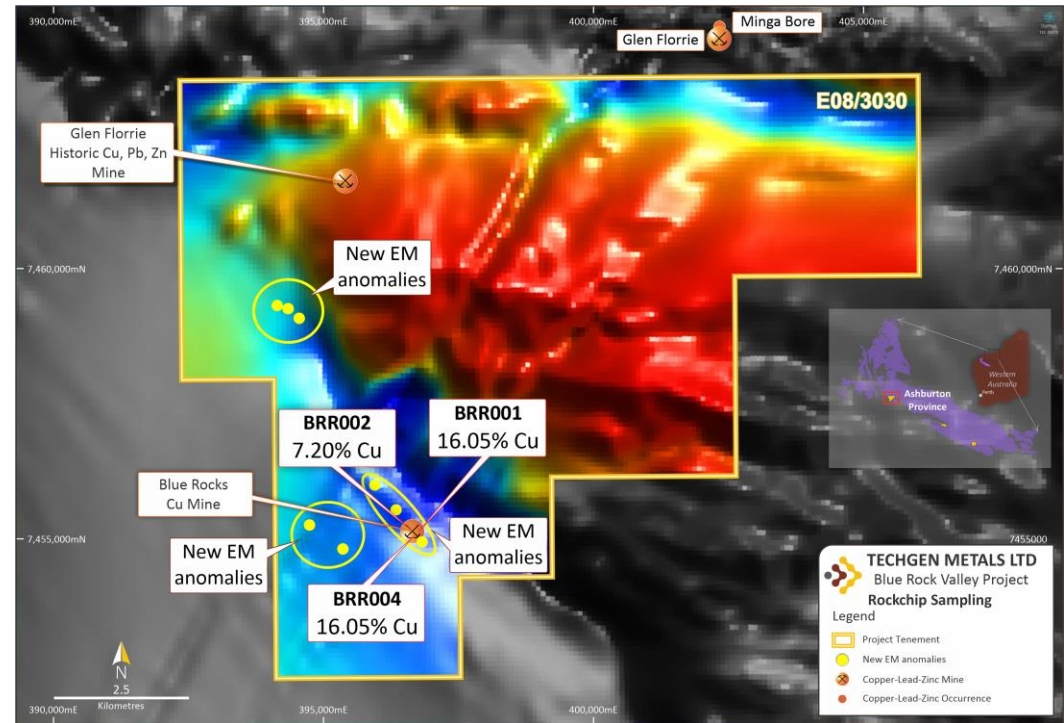 390,000mE
395,000mE
400,000mE
405,000mE
Minga Bore
Glen Florrie
E08/3030
Glen Florrie
Historic Cu, Pb, Zn
Mine
New EM
anomalies
7,460,000mN
7,460,000mN
Western
Australia
Perth
Ashburton
Province
BRR002
7.20% Cu
BRR001
16.05% Cu
Blue Rocks
Cu Mine
New EM
anomalies
New EM
anomalies
7,455,000mN
7455000
BRR004
16.05% Cu
TECHGEN METALS LTD
Blue Rock Valley Project
Rockchip Sampling
Legend
Project Tenement
New EM anomalies
Copper-Lead-Zinc Mine
Copper-Lead-Zinc Occurrence
N
2.5
Kilometres
390,000mE
395,000mE
400,000mE